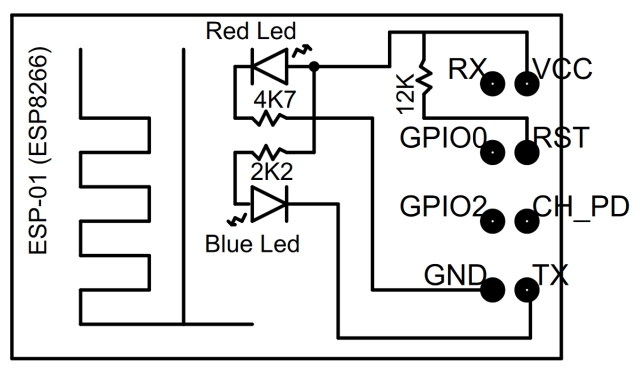 Red Led
RX
VCC
4K7
12K
GPIO0
RST
ESP-01 (ESP8266)
2K2
GPIO2
CH_PD
Blue Led
GND
TX